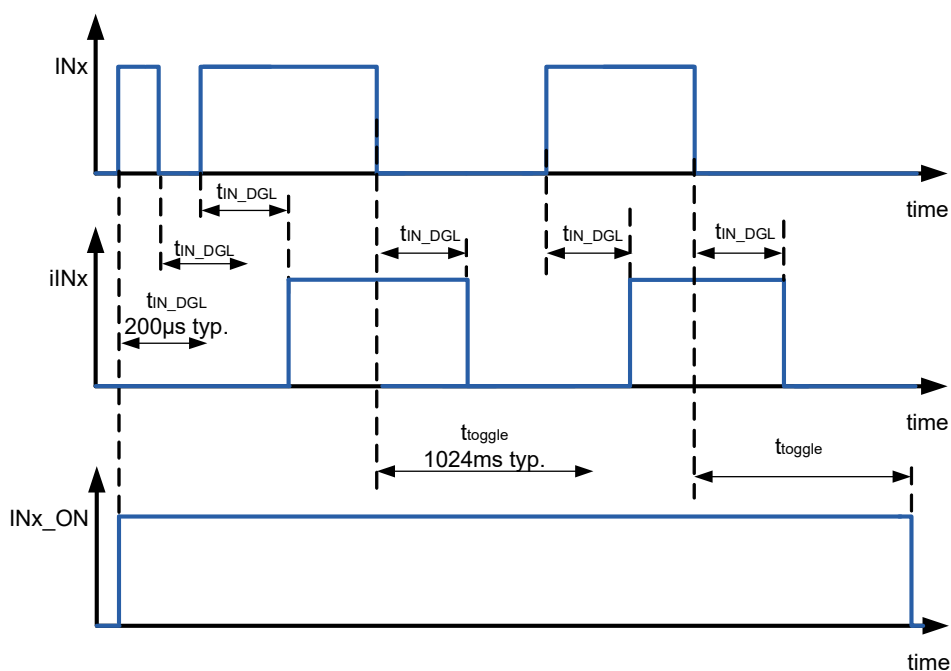 INx
time
tIN_DGL
tIN_DGL
tIN_DGL
tIN_DGL
tIN_DGL
iINx
tIN_DGL
200µs typ.
time
ttoggle
1024ms typ.
ttoggle
INx_ON
time